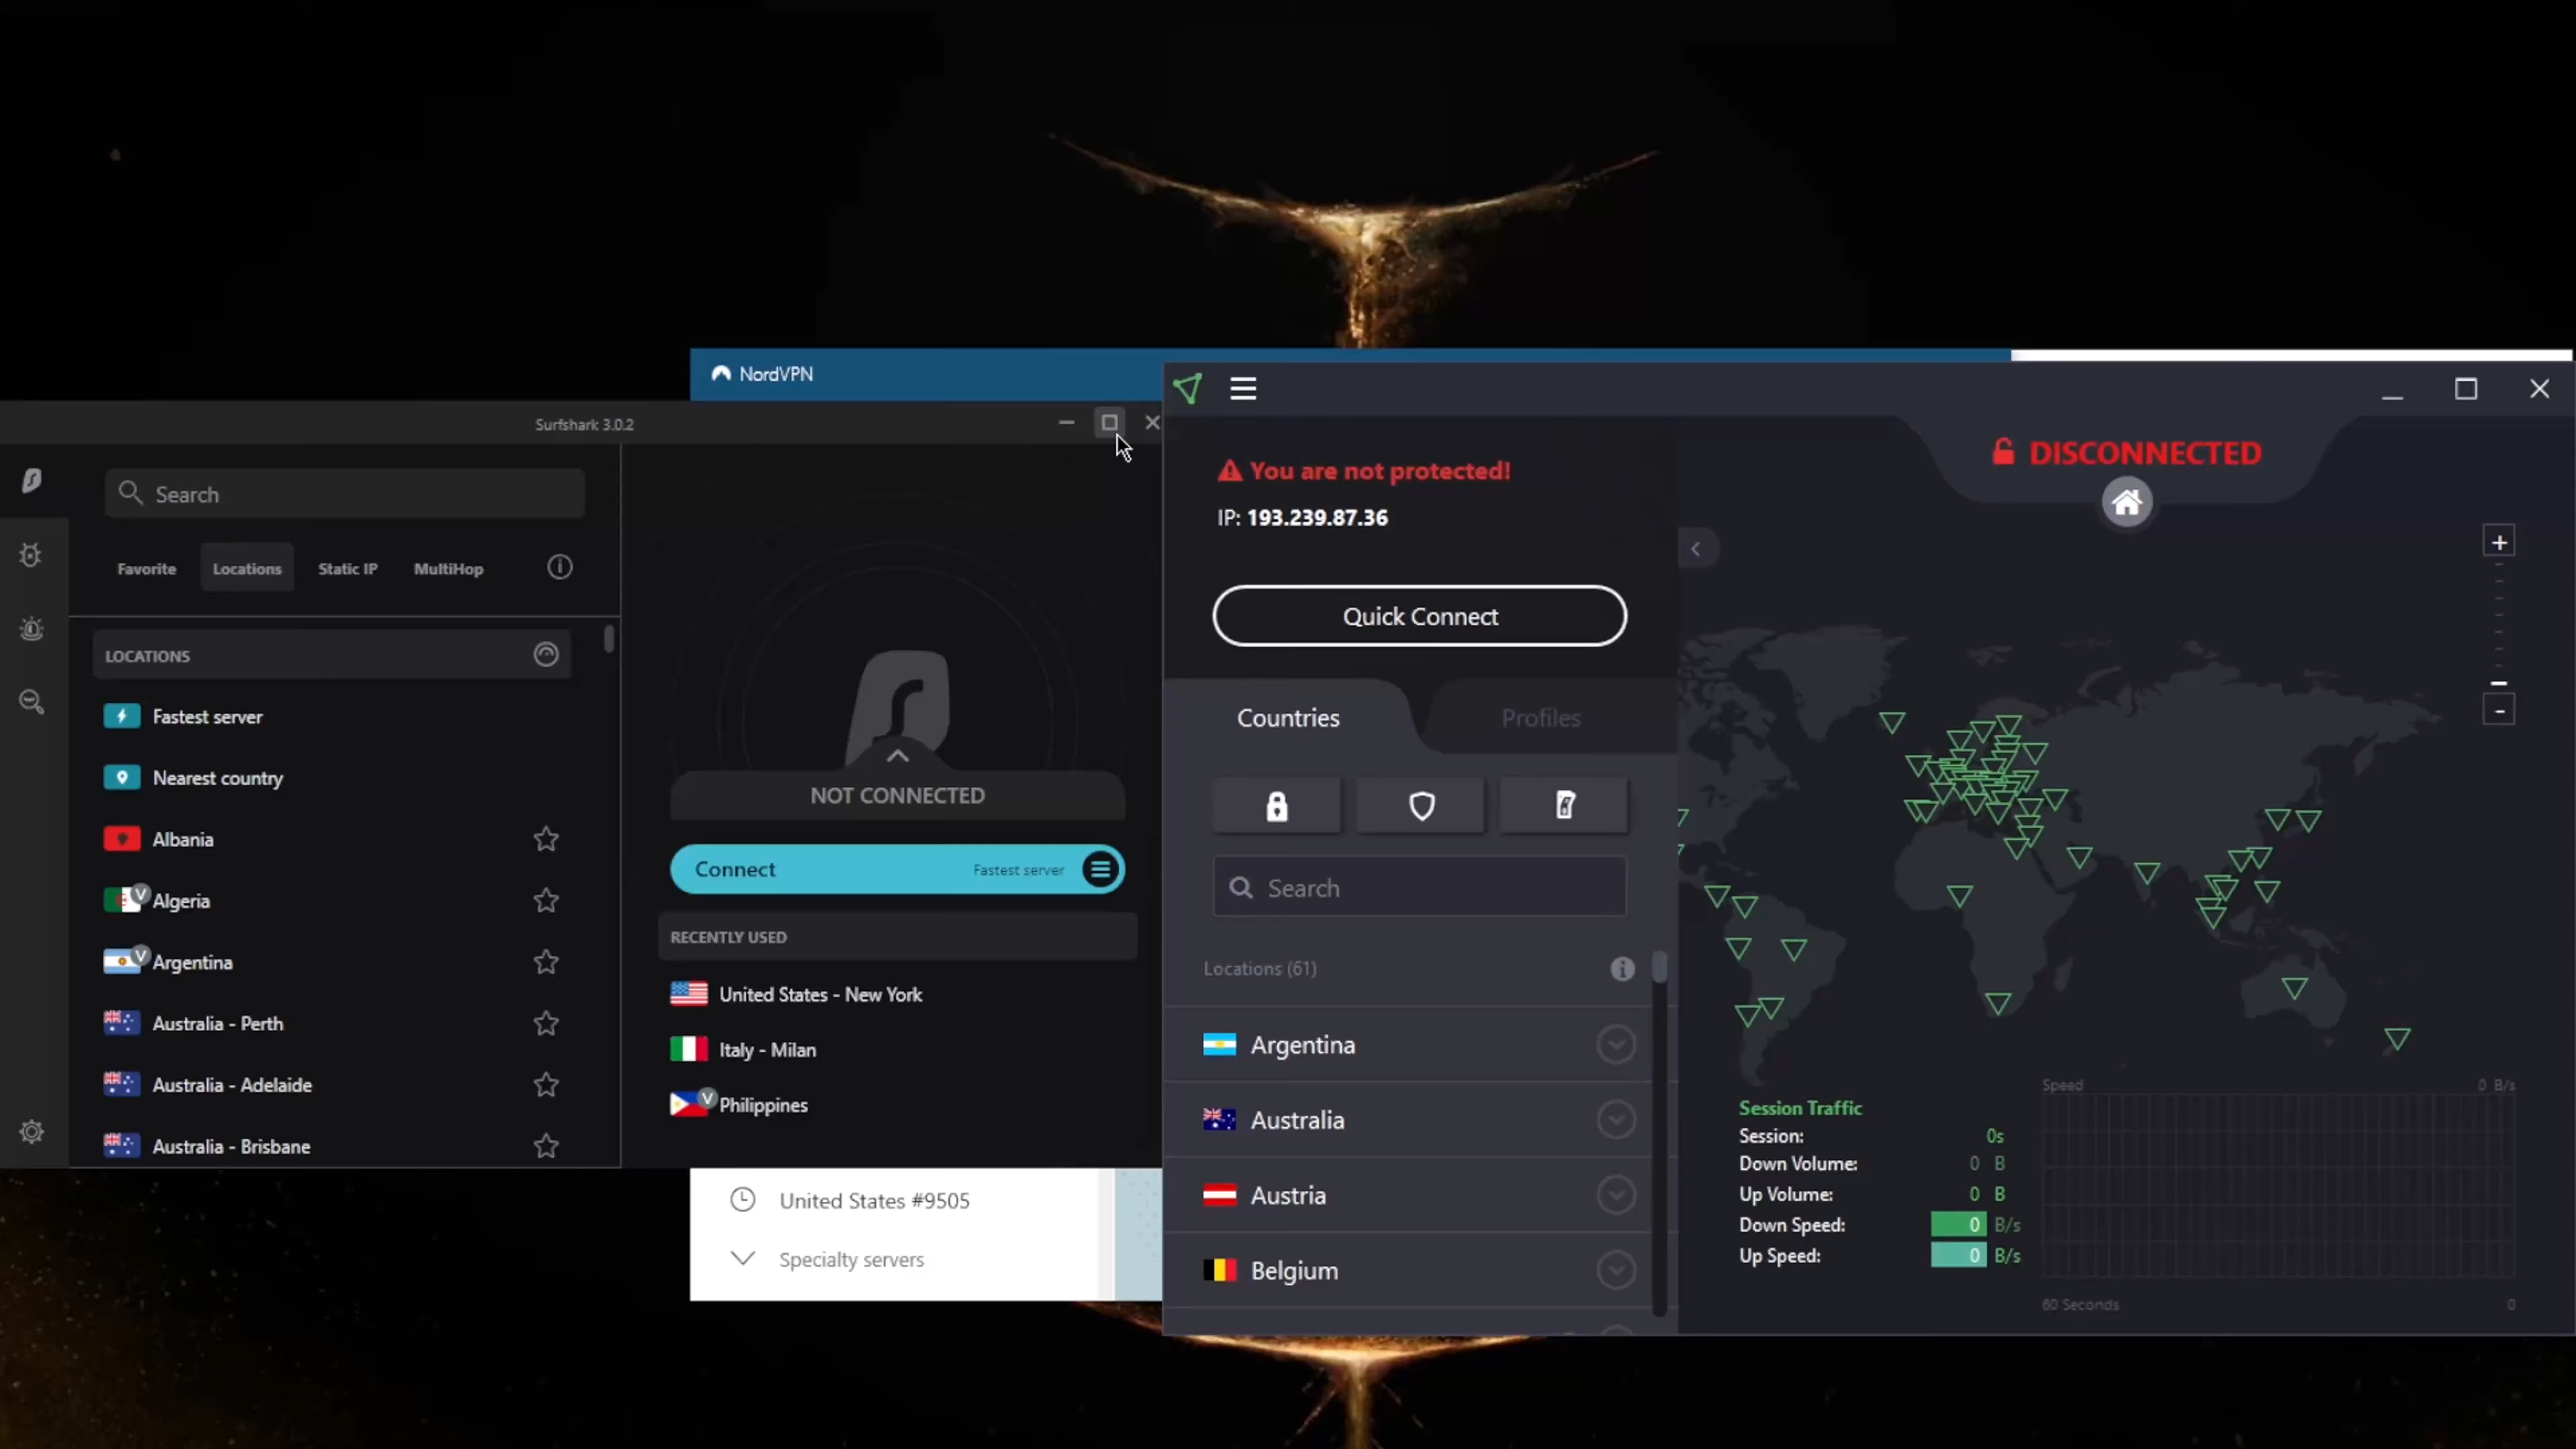 NordVPN
Surfshark 3.0.2
Search
Favorite Locations Static IP MultiHop
LOCATIONS
Fastest server
Nearest country
Albania
V Algeria
V Argentina
Australia - Perth
Australia - Adelaide
Australia - Brisbane
NOT CONNECTED
Connect Fastest server
RECENTLY USED
United States - New York
Italy - Milan
V Philippines
United States #9505
Specialty servers
You are not protected!
IP: 193.239.87.36
Quick Connect
Countries Profiles
Search
Locations (61)
Argentina
Australia
Austria
Belgium
DISCONNECTED
+
-
Session Traffic
Session: 0s
Down Volume: 0 B
Up Volume: 0 B
Down Speed: 0 B/s
Up Speed: 0 B/s
Speed 0 B/s
60 Seconds 0